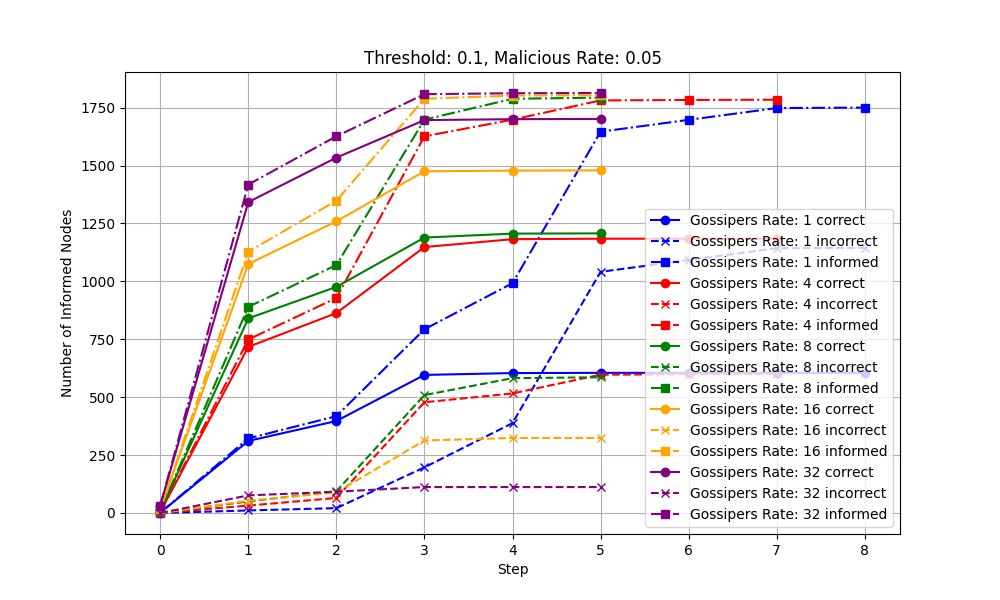 Threshold: 0.1, Malicious Rate: 0.05
Number of Informed Nodes
1750
1500
1250
1000
750
500
250
0
0 1 2 3 4 5 6 7 8
Step
Gossipers Rate: 1 correct
Gossipers Rate: 1 incorrect
Gossipers Rate: 1 informed
Gossipers Rate: 4 correct
Gossipers Rate: 4 incorrect
Gossipers Rate: 4 informed
Gossipers Rate: 8 correct
Gossipers Rate: 8 incorrect
Gossipers Rate: 8 informed
Gossipers Rate: 16 correct
Gossipers Rate: 16 incorrect
Gossipers Rate: 16 informed
Gossipers Rate: 32 correct
Gossipers Rate: 32 incorrect
Gossipers Rate: 32 informed